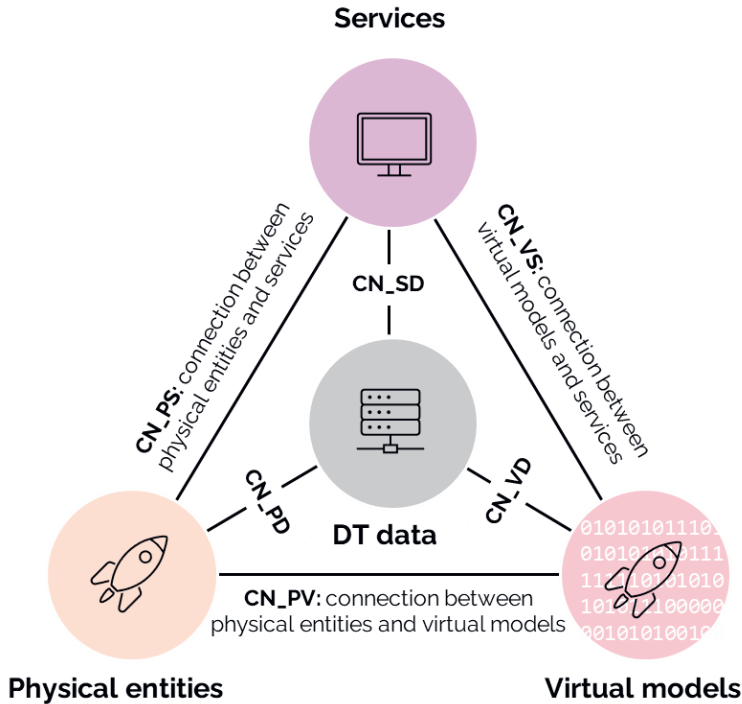 Services
CN_PS: connection between
physical entities and services
CN_VS: connection between
virtual models and services
CN_SD
CN_PD
CN_VD
DT data
010101011101
CN_PV: connection between
physical entities and virtual models
Physical entities
Virtual models